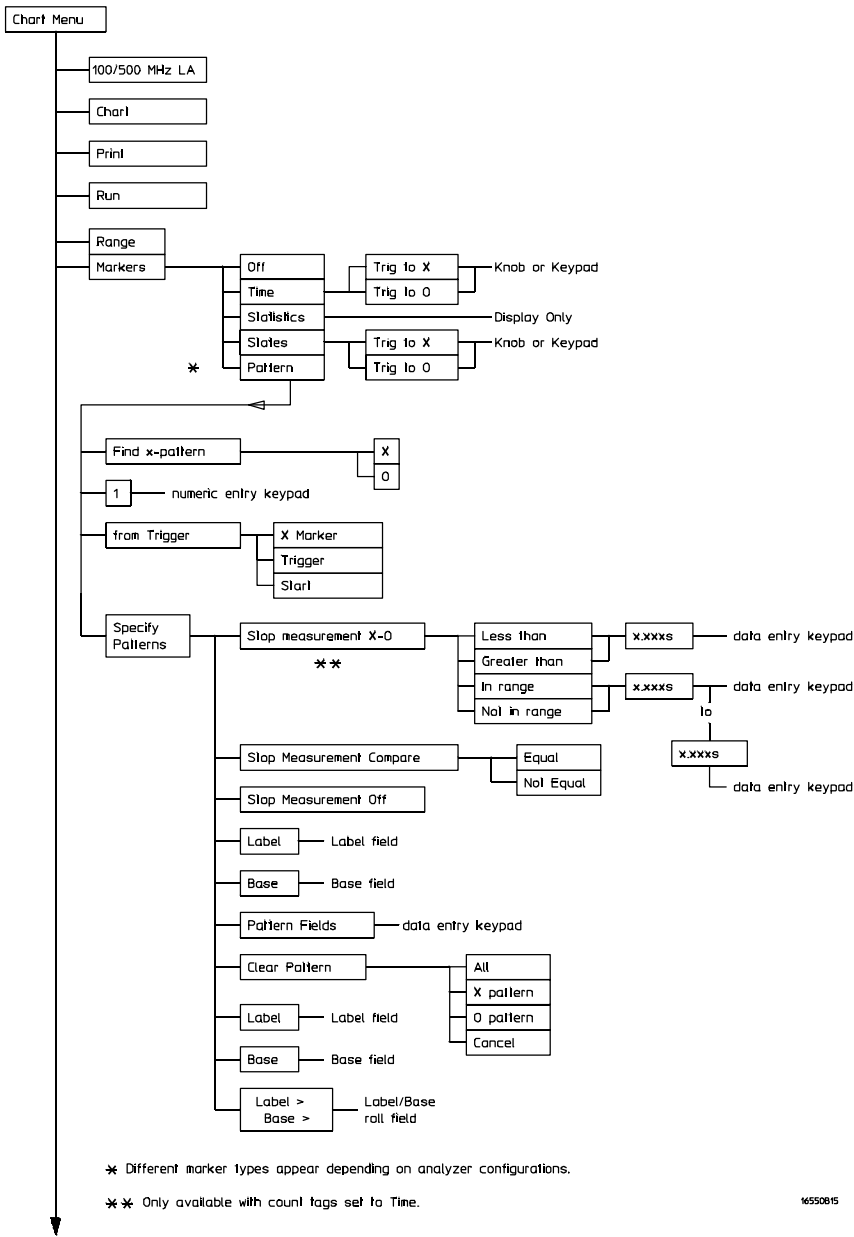 Chart Menu
100/500 MHz LA
Chart
Print
Run
Range
Markers
Off
Time
Statistics
States
Pattern
*
Trig to X
Trig to O
Knob or Keypad
Display Only
Trig to X
Trig to O
Knob or Keypad
Find x-pattern
X
O
1
numeric entry keypad
from Trigger
X Marker
Trigger
Start
Specify
Patterns
Stop measurement X-O
**
Less than
Greater than
In range
Not in range
x.xxxs
data entry keypad
x.xxxs
data entry keypad
to
x.xxxs
data entry keypad
Stop Measurement Compare
Equal
Not Equal
Stop Measurement Off
Label
Label field
Base
Base field
Pattern Fields
data entry keypad
Clear Pattern
All
X pattern
O pattern
Cancel
Label
Label field
Base
Base field
Label >
Base >
Label/Base
roll field
* Different marker types appear depending on analyzer configurations.
** Only available with count tags set to Time.
16550B15